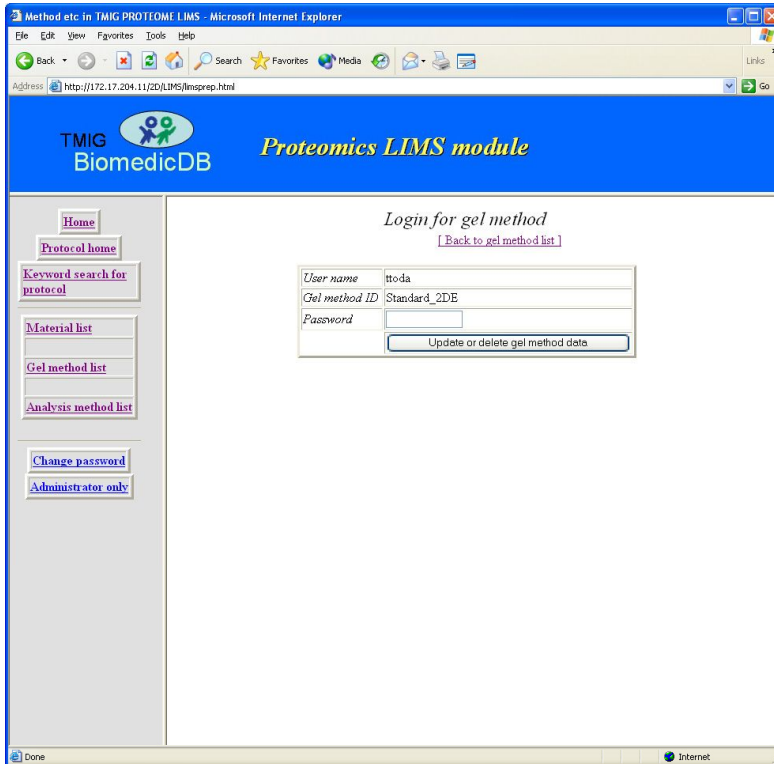 Method etc in TMIG PROTEOME LIMS - Microsoft Internet Explorer
File Edit View Favorites Tools Help
Back Search Favorites Media Links
Address http://172.17.204.11/2D/LIMS/limsprep.html Go
TMIG
BiomedicDB
Proteomics LIMS module
Home
Protocol home
Keyword search for
protocol
Material list
Gel method list
Analysis method list
Change password
Administrator only
Login for gel method
[ Back to gel method list ]
User name ttoda
Gel method ID Standard_2DE
Password
Update or delete gel method data
Done Internet